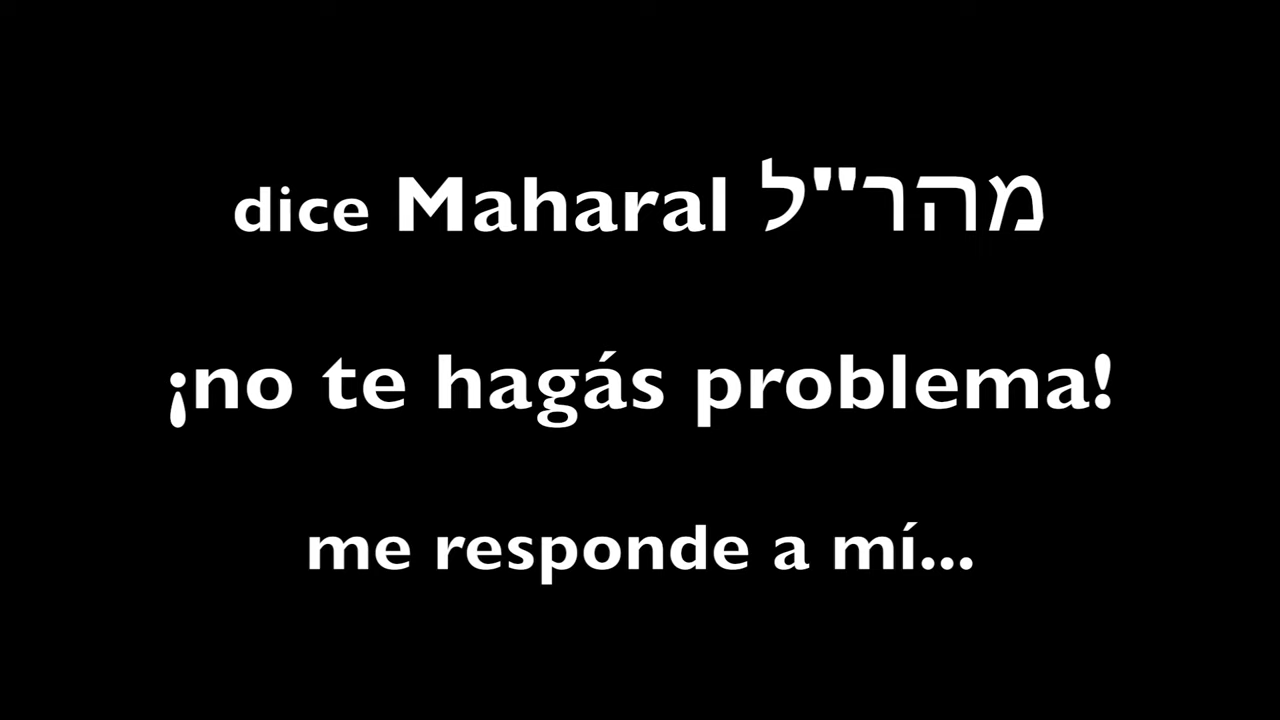 dice Maharal מהר"ל
¡no te hagás problema!
me responde a mí...